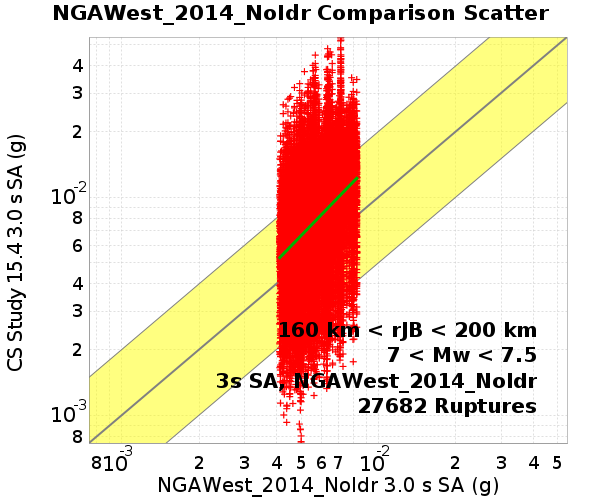 NGAWest_2014_NoIdr Comparison Scatter
CS Study 15.4 3.0 s SA (g)
4
3
2
10-2
8
6
4
3
2
10-3
8
160 km < rJB < 200 km
7 < Mw < 7.5
3s SA, NGAWest_2014_NoIdr
27682 Ruptures
8 10-3 2 3 4 5 6 7 10-2 2 3 4 5
NGAWest_2014_NoIdr 3.0 s SA (g)